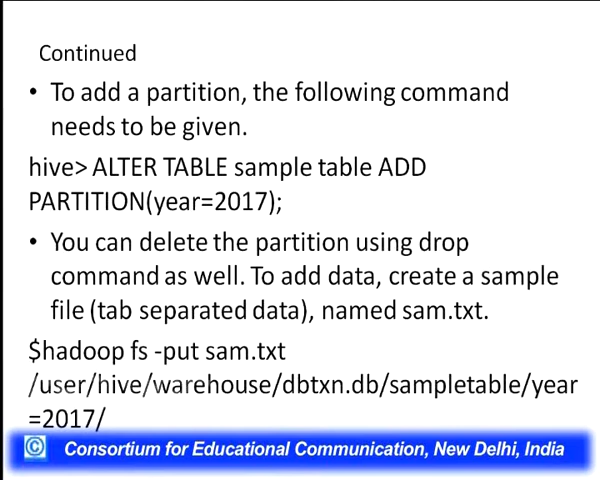 Continued
• To add a partition, the following command
needs to be given.
hive> ALTER TABLE sample table ADD
PARTITION(year=2017);
• You can delete the partition using drop
command as well. To add data, create a sample
file (tab separated data), named sam.txt.
$hadoop fs -put sam.txt
/user/hive/warehouse/dbtxn.db/sampletable/year
=2017/
© Consortium for Educational Communication, New Delhi, India